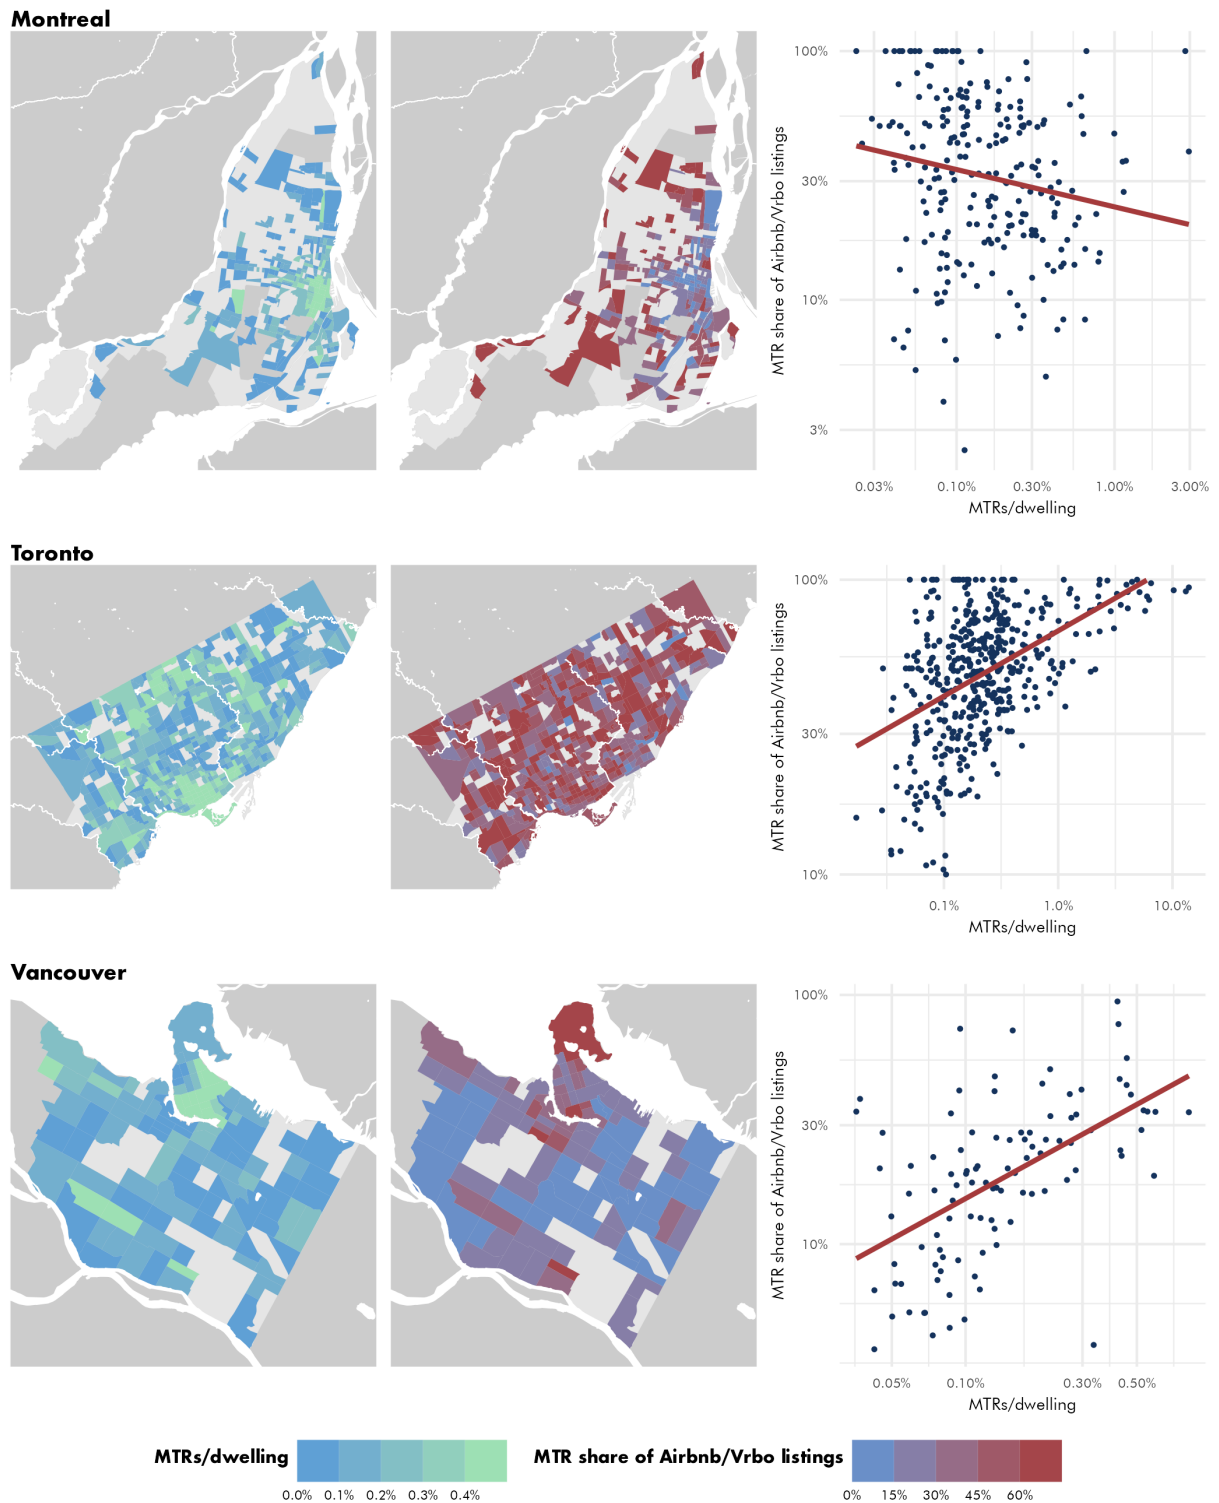 Montreal
100%
30%
10%
3%
MTR share of Airbnb/Vrbo listings
0.03% 0.10% 0.30% 1.00% 3.00%
MTRs/dwelling
Toronto
100%
30%
10%
MTR share of Airbnb/Vrbo listings
0.1% 1.0% 10.0%
MTRs/dwelling
Vancouver
100%
30%
10%
MTR share of Airbnb/Vrbo listings
0.05% 0.10% 0.30% 0.50%
MTRs/dwelling
MTRs/dwelling
0.0% 0.1% 0.2% 0.3% 0.4%
MTR share of Airbnb/Vrbo listings
0% 15% 30% 45% 60%